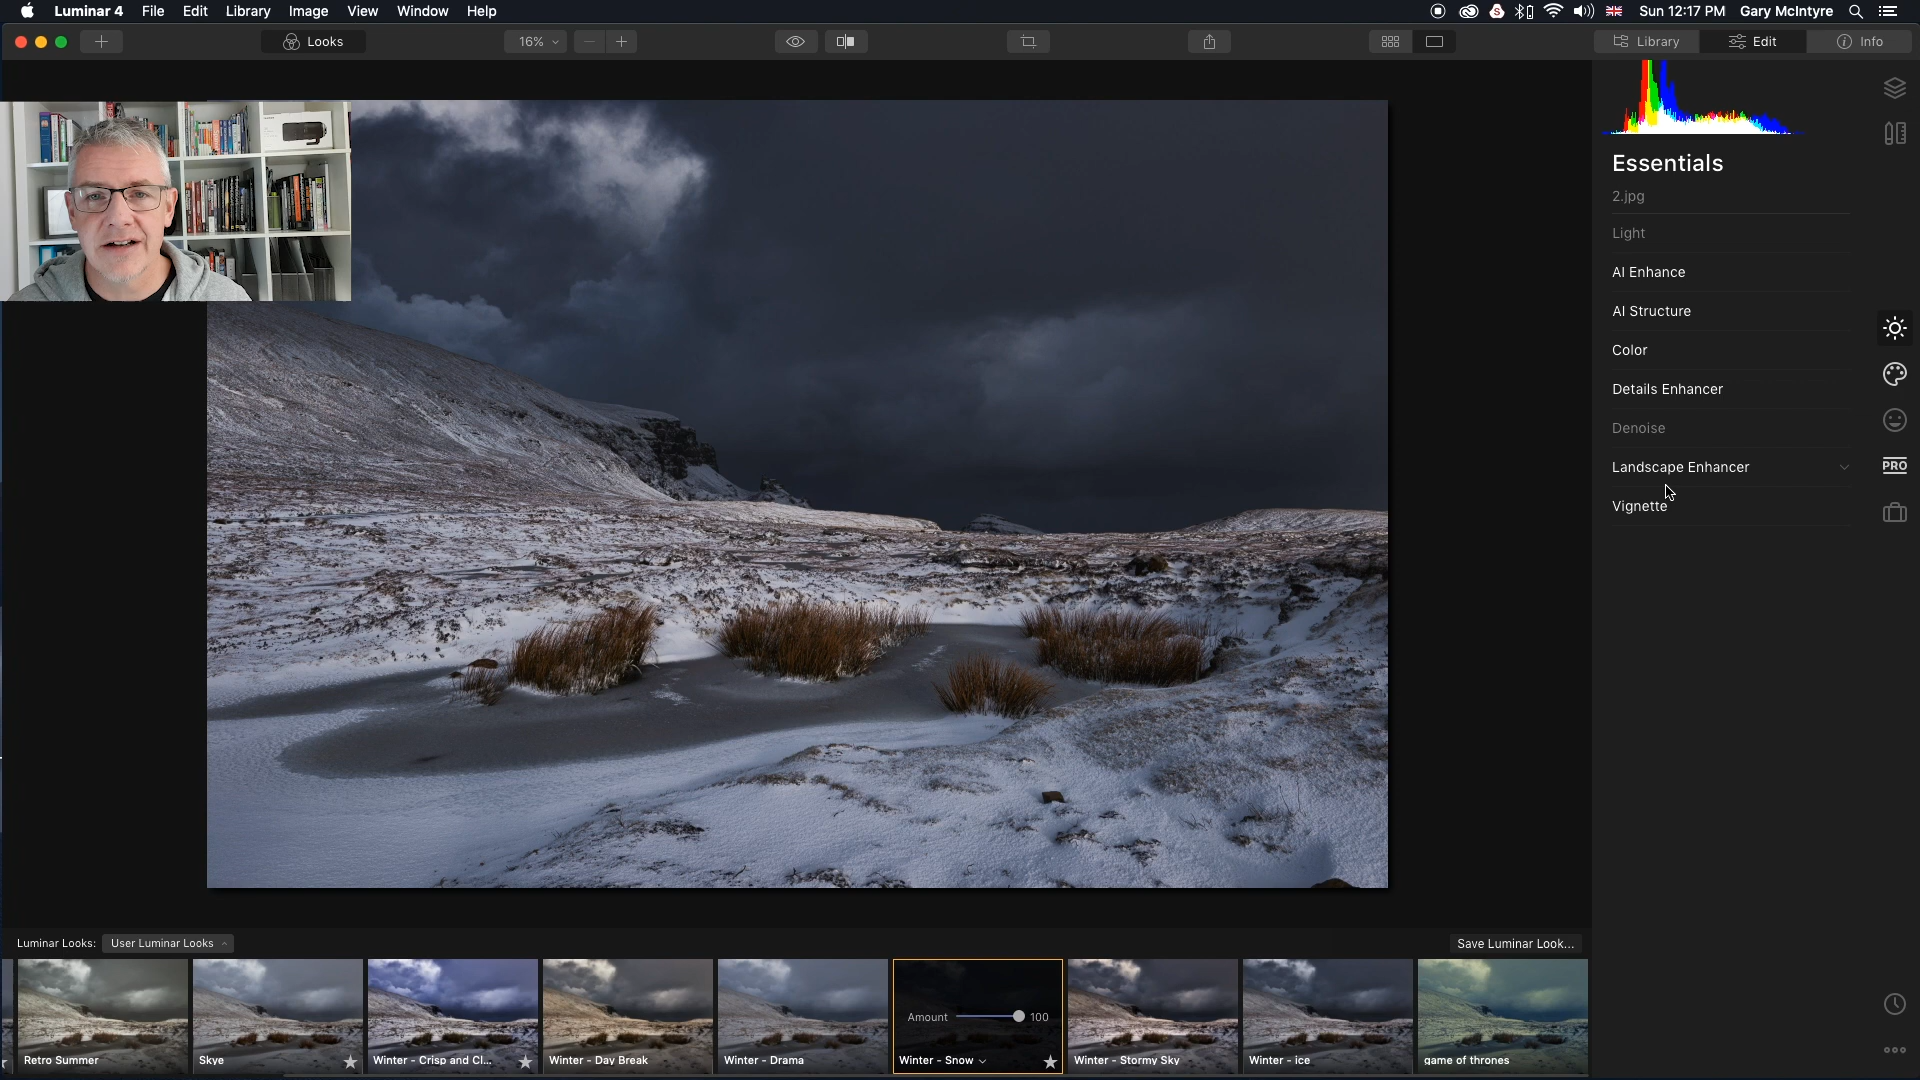 Luminar 4 File Edit Library Image View Window Help
Sun 12:17 PM Gary McIntyre
Looks
16%
Library
Edit
Info
Essentials
2.jpg
Light
AI Enhance
AI Structure
Color
Details Enhancer
Denoise
Landscape Enhancer
PRO
Vignette
Luminar Looks: User Luminar Looks
Save Luminar Look...
Amount 100
Retro Summer
Skye
Winter - Crisp and Cl...
Winter - Day Break
Winter - Drama
Winter - Snow
Winter - Stormy Sky
Winter - ice
game of thrones